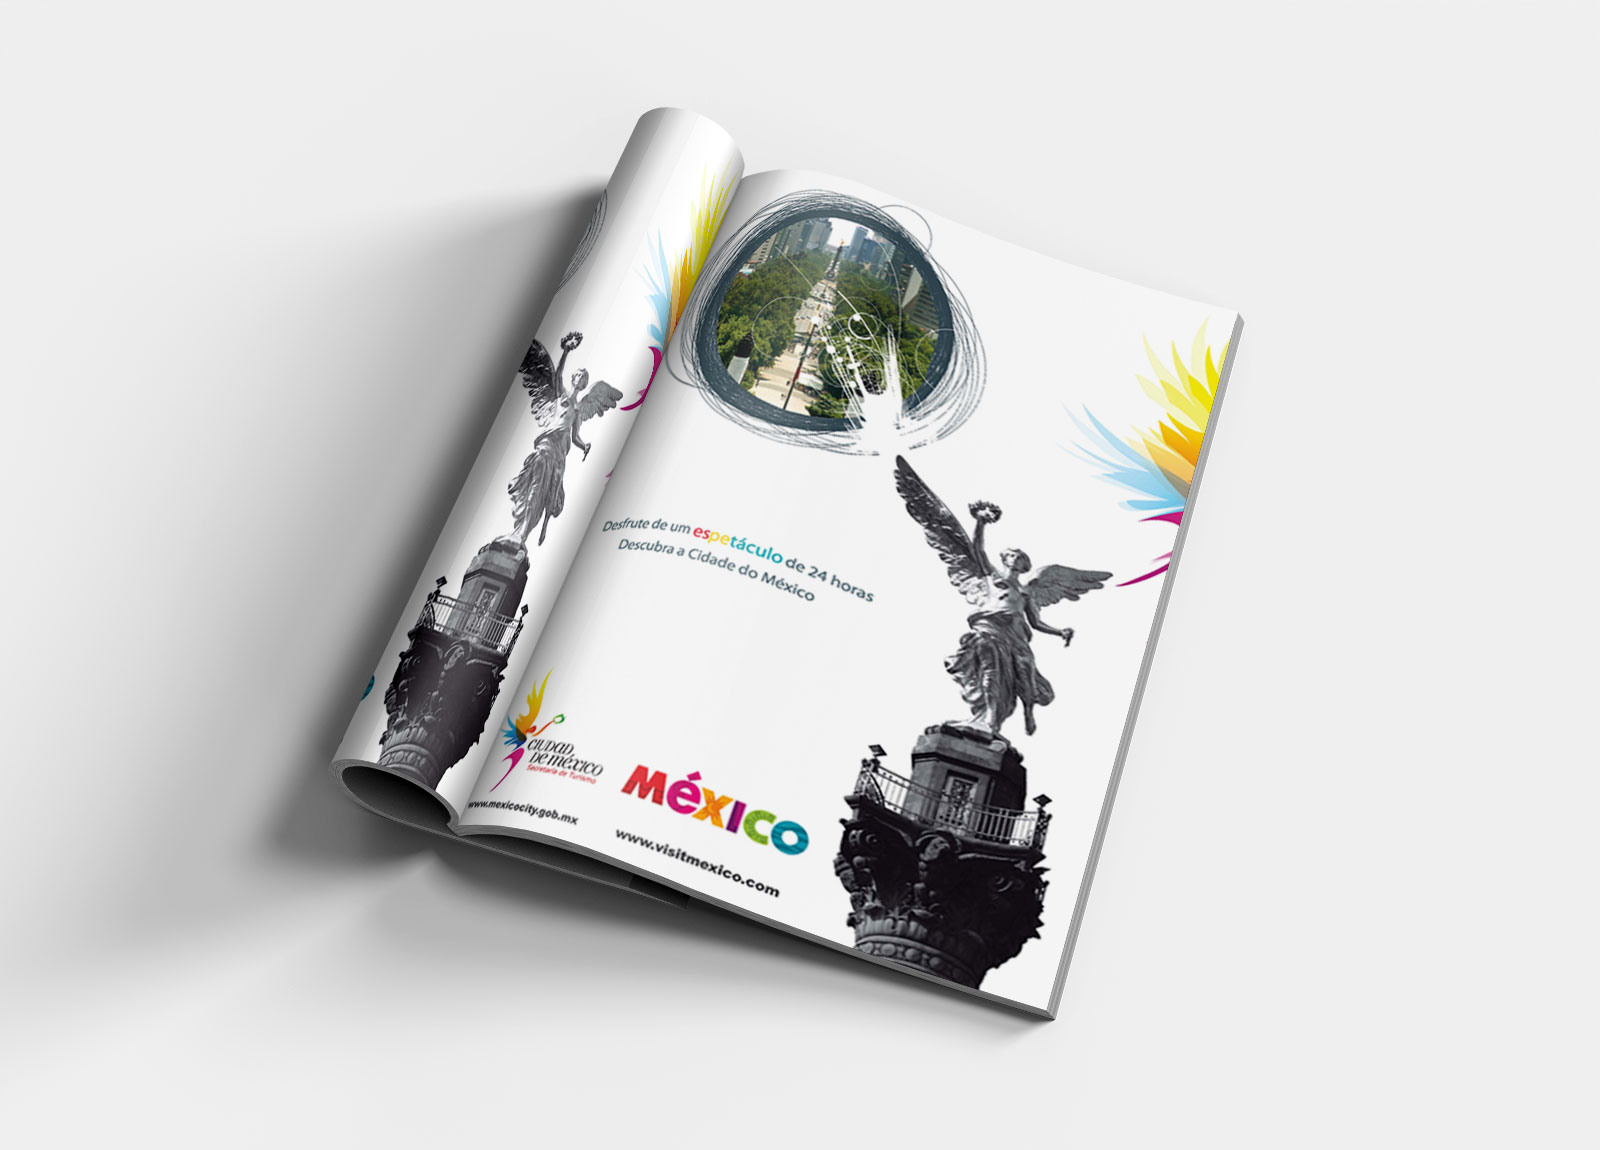 Desfrute de um espetáculo de 24 horas
Descubra a Cidade do México
CIUDAD
DE MÉXICO
Secretaría de Turismo
www.mexicocity.gob.mx
MÉXICO
www.visitmexico.com